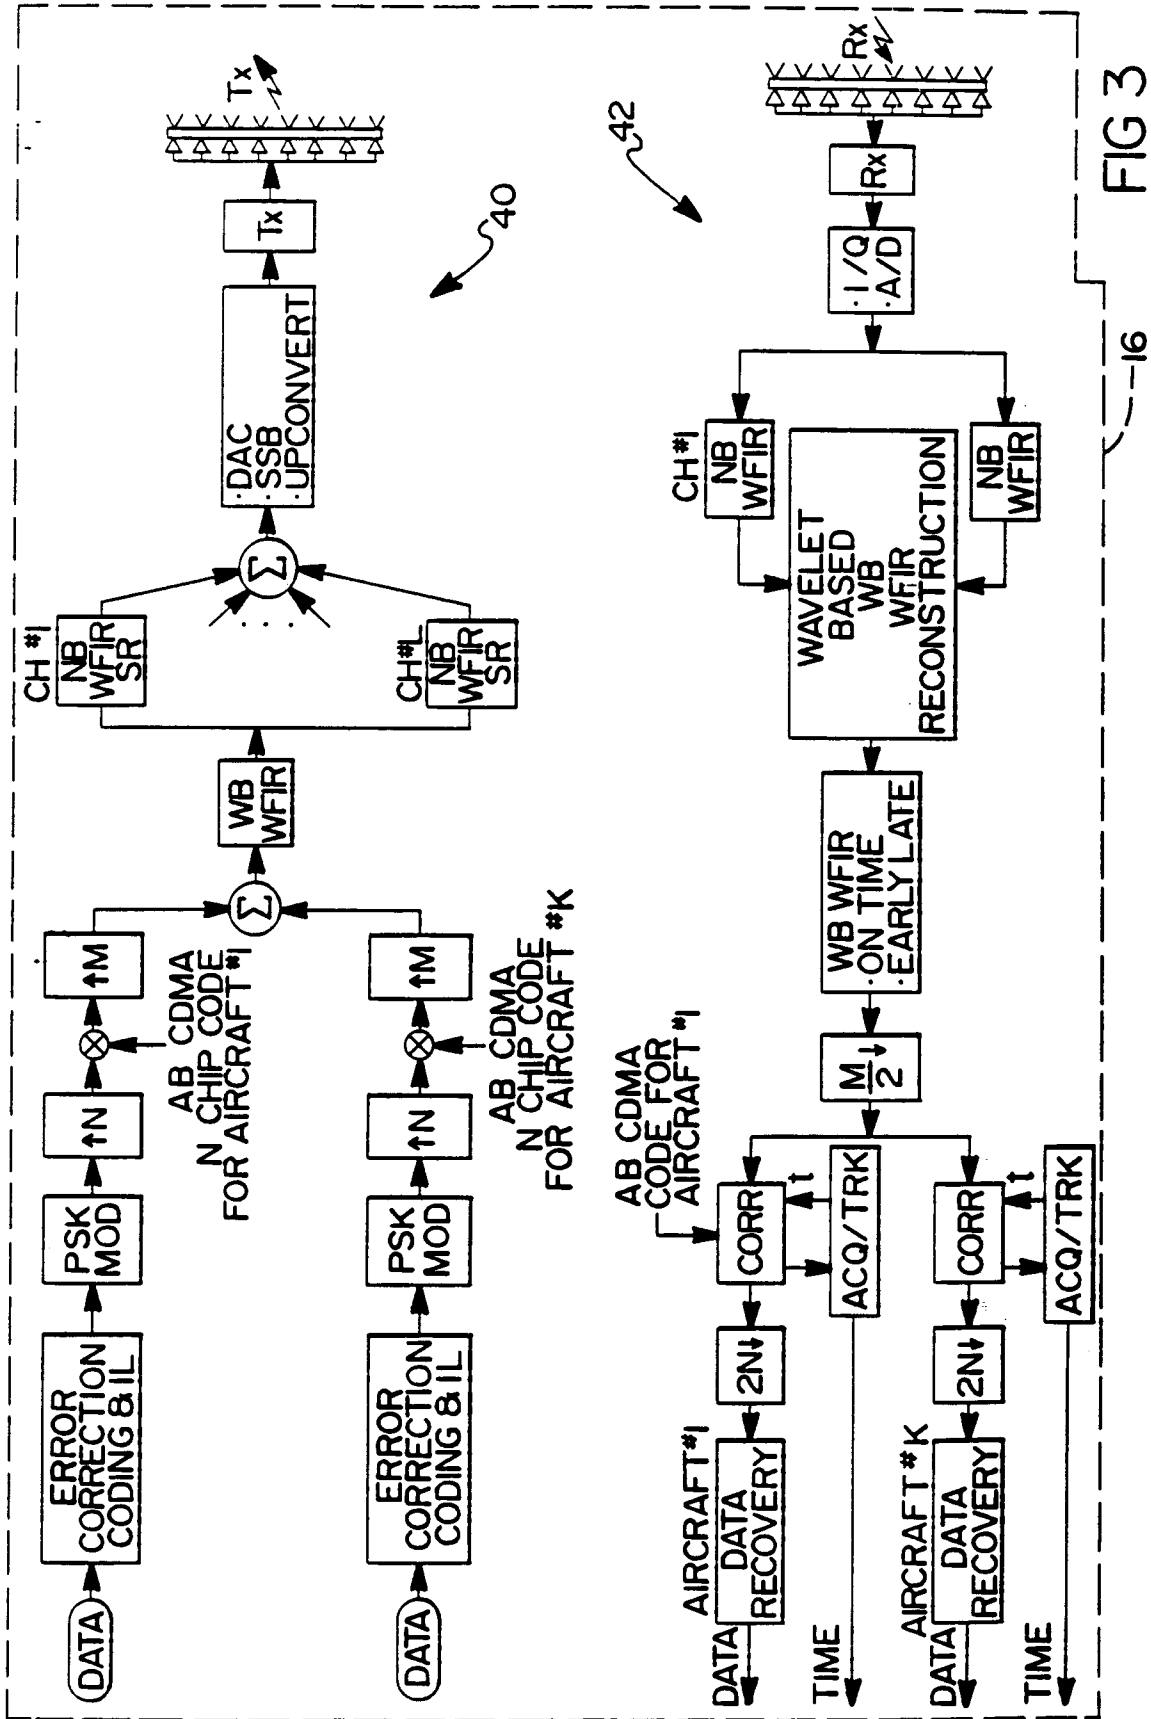 DATA
ERROR
CORRECTION
CODING & IL
PSK
MOD
↑N
AB CDMA
N CHIP CODE
FOR AIRCRAFT #1
↑M
DATA
ERROR
CORRECTION
CODING & IL
PSK
MOD
↑N
AB CDMA
N CHIP CODE
FOR AIRCRAFT #K
↑M
Σ
WB
WFIR
CH #1
NB
WFIR
SR
CH #L
NB
WFIR
SR
Σ
· DAC
· SSB
· UPCONVERT
Tx
Tx
40
42
Rx
Rx
· I/Q
· A/D
CH #1
NB
WFIR
NB
WFIR
WAVELET
BASED
WB
WFIR
RECONSTRUCTION
WB WFIR
· ON TIME
· EARLY LATE
M↓
2
AB CDMA
CODE FOR
AIRCRAFT #1
CORR
t
ACQ/TRK
2N↓
AIRCRAFT #1
DATA
RECOVERY
DATA
TIME
CORR
t
ACQ/TRK
2N↓
AIRCRAFT #K
DATA
RECOVERY
DATA
TIME
16
FIG 3